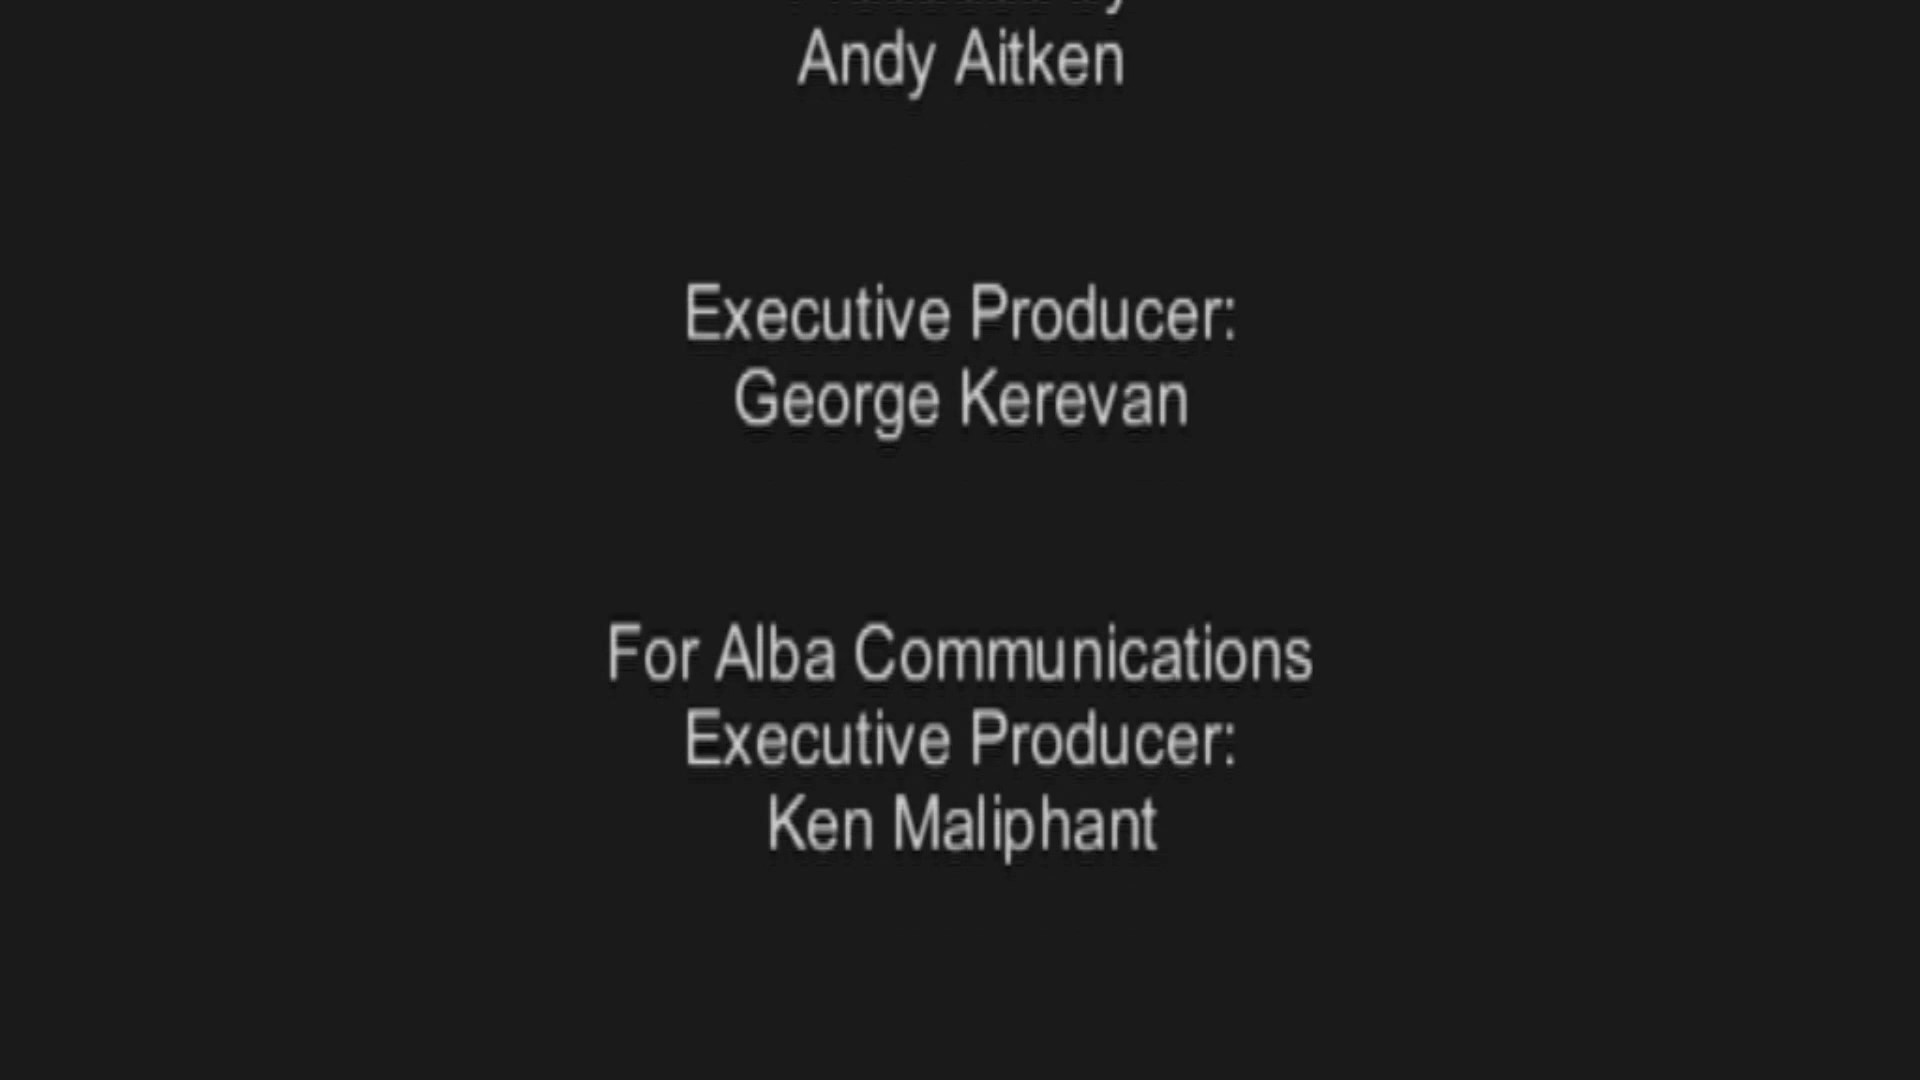 Andy Aitken
Executive Producer:
George Kerevan
For Alba Communications
Executive Producer:
Ken Maliphant